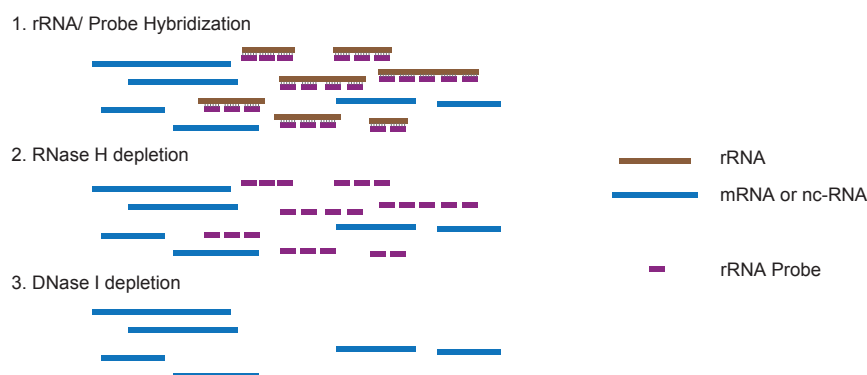 1. rRNA/ Probe Hybridization
2. RNase H depletion
rRNA
mRNA or nc-RNA
rRNA Probe
3. DNase I depletion